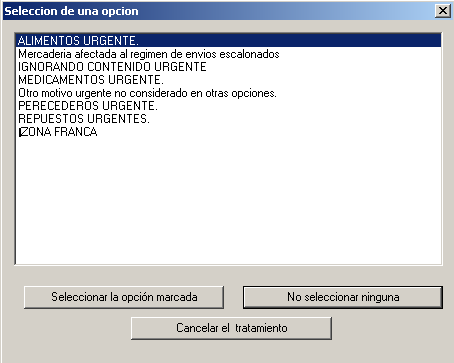 Seleccion de una opcion
ALIMENTOS URGENTE.
Mercaderia afectada al regimen de envios escalonados
IGNORANDO CONTENIDO URGENTE
MEDICAMENTOS URGENTE.
Otro motivo urgente no considerado en otras opciones.
PERECEDEROS URGENTE.
REPUESTOS URGENTES.
ZONA FRANCA
Seleccionar la opción marcada
No seleccionar ninguna
Cancelar el tratamiento